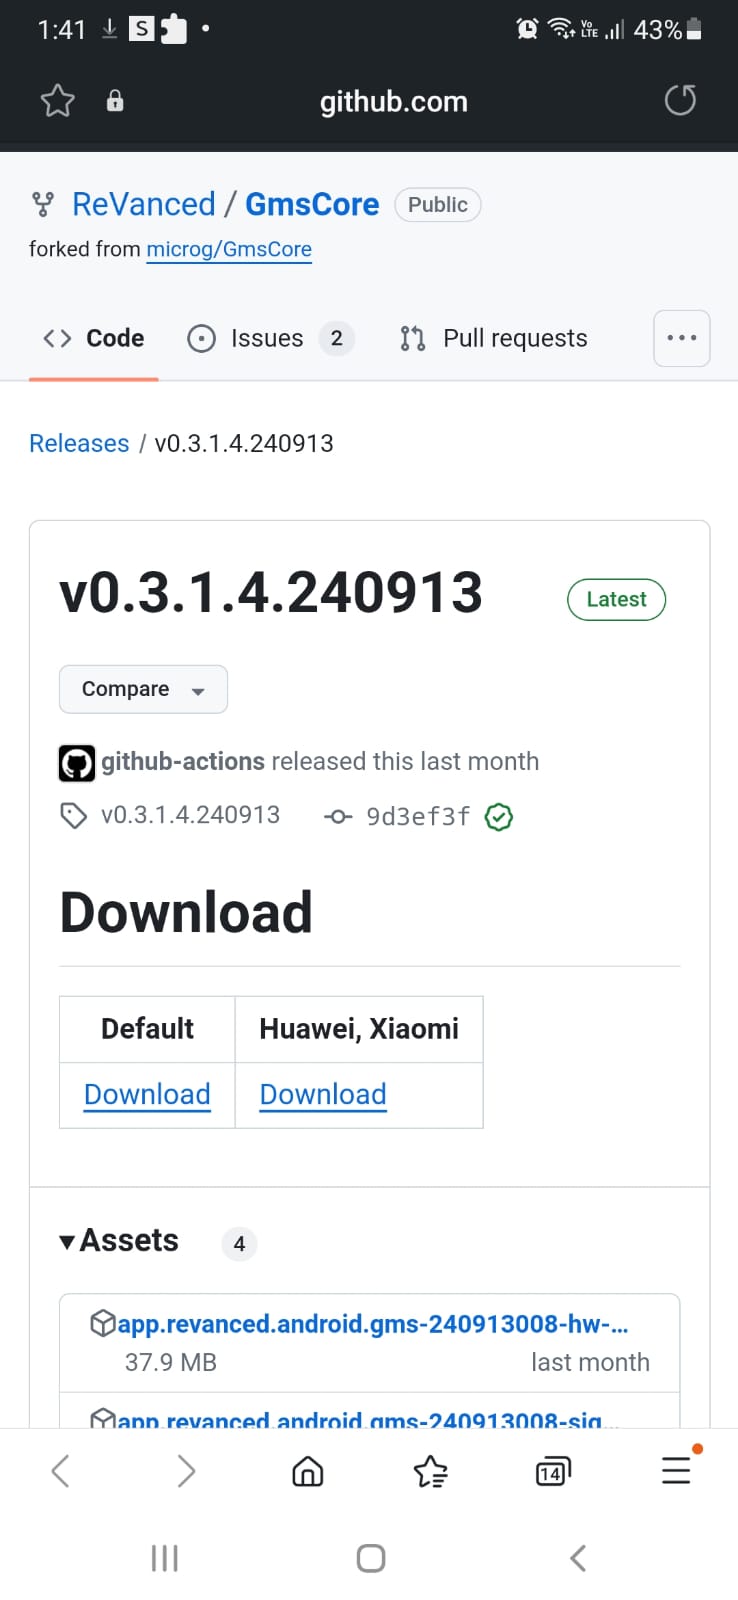 1:41 S 43%
Vo LTE
github.com
ReVanced / GmsCore Public
forked from microg/GmsCore
Code Issues 2 Pull requests
Releases / v0.3.1.4.240913
v0.3.1.4.240913 Latest
Compare
github-actions released this last month
v0.3.1.4.240913 9d3ef3f
Download
Default Huawei, Xiaomi
Download Download
Assets 4
app.revanced.android.gms-240913008-hw-...
37.9 MB last month
app.revanced.android.gms-240913008-sig...
14